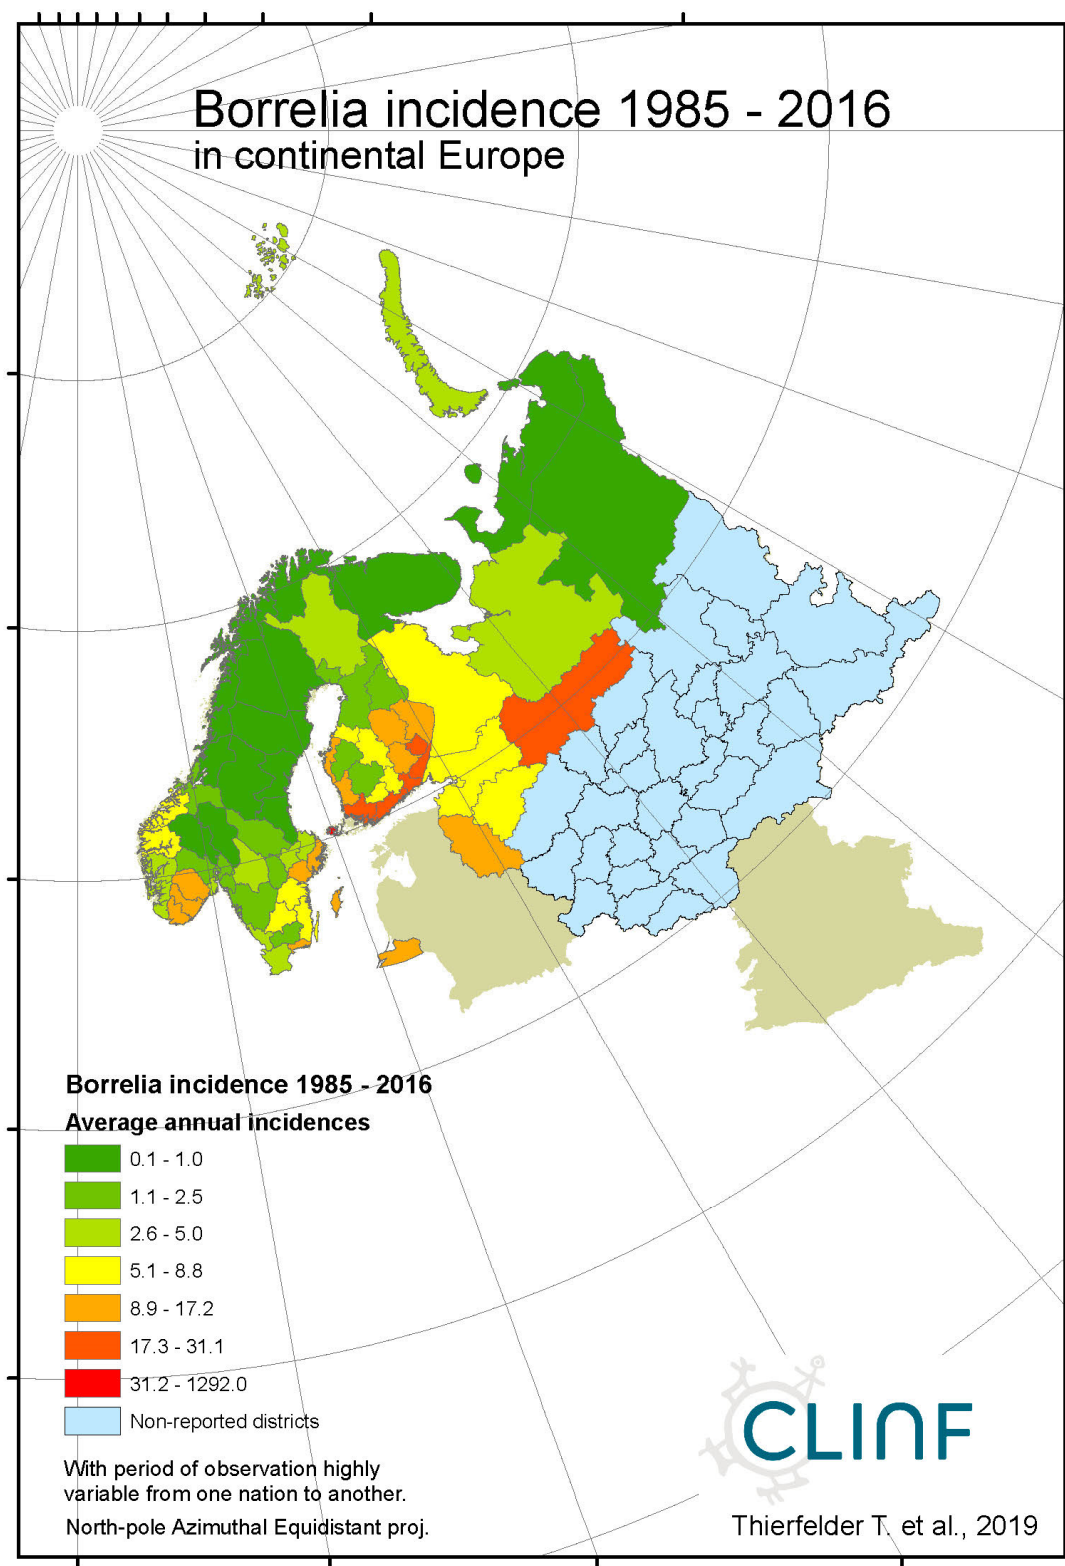 Borrelia incidence 1985 - 2016
in continental Europe
Borrelia incidence 1985 - 2016
Average annual incidences
0.1 - 1.0
1.1 - 2.5
2.6 - 5.0
5.1 - 8.8
8.9 - 17.2
17.3 - 31.1
31.2 - 1292.0
Non-reported districts
With period of observation highly
variable from one nation to another.
North-pole Azimuthal Equidistant proj.
CLINF
Thierfelder T. et al., 2019